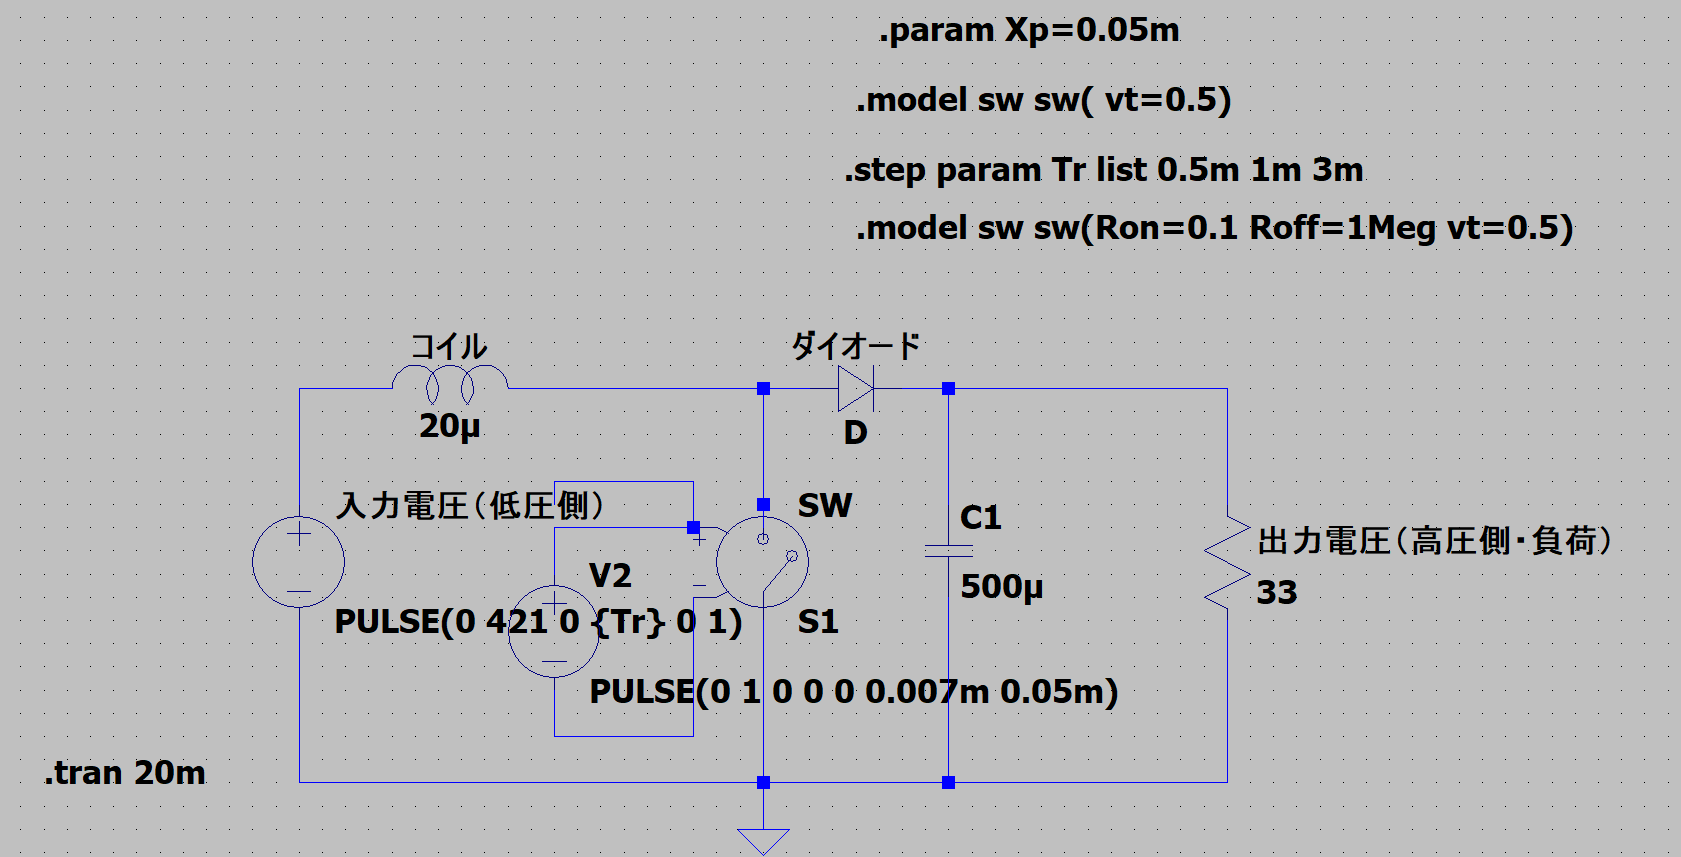 .param Xp=0.05m
.model sw sw( vt=0.5)
.step param Tr list 0.5m 1m 3m
.model sw sw(Ron=0.1 Roff=1Meg vt=0.5)
コイル
20µ
ダイオード
D
入力電圧(低圧側)
PULSE(0 421 0 {Tr} 0 1)
V2
PULSE(0 1 0 0 0 0.007m 0.05m)
SW
S1
C1
500µ
出力電圧(高圧側・負荷)
33
.tran 20m